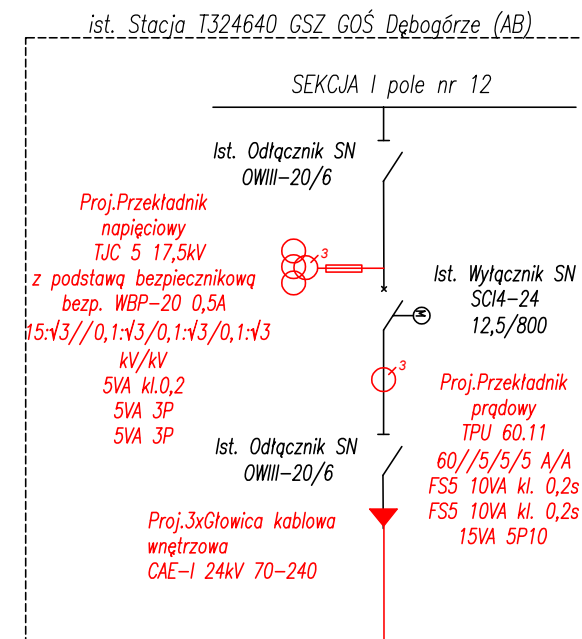 ist. Stacja T324640 GSZ GOŚ Dębogórze (AB)
SEKCJA I pole nr 12
Ist. Odłącznik SN
OWIII-20/6
Proj.Przekładnik
napięciowy
TJC 5 17,5kV
z podstawą bezpiecznikową
bezp. WBP-20 0,5A
15:√3//0,1:√3/0,1:√3/0,1:√3
kV/kV
5VA kl.0,2
5VA 3P
5VA 3P
3
Ist. Wyłącznik SN
SCI4-24
12,5/800
M
3
Proj.Przekładnik
prądowy
TPU 60.11
60//5/5/5 A/A
FS5 10VA kl. 0,2s
FS5 10VA kl. 0,2s
15VA 5P10
Ist. Odłącznik SN
OWIII-20/6
Proj.3xGłowica kablowa
wnętrzowa
CAE-I 24kV 70-240